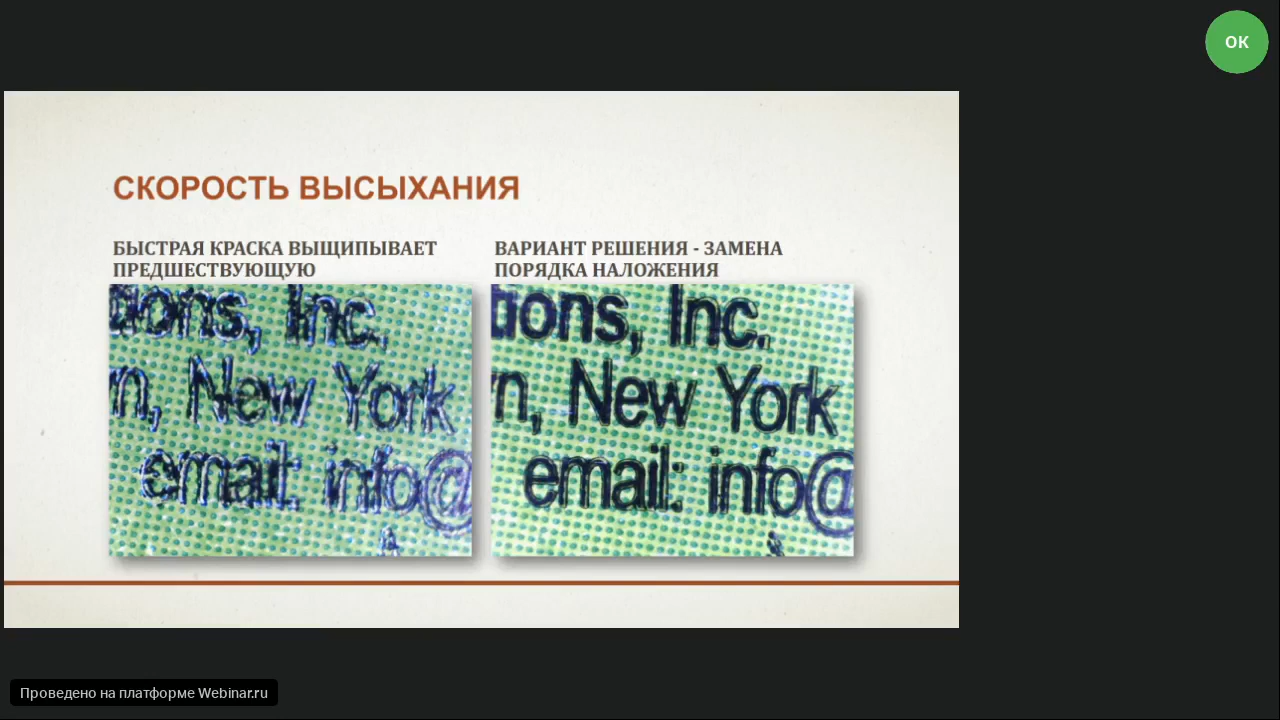 ОК
СКОРОСТЬ ВЫСЫХАНИЯ
БЫСТРАЯ КРАСКА ВЫЩИПЫВАЕТ
ПРЕДШЕСТВУЮЩУЮ
ВАРИАНТ РЕШЕНИЯ - ЗАМЕНА
ПОРЯДКА НАЛОЖЕНИЯ
tions, Inc.
n, New York
email: info@
tions, Inc.
n, New York
email: info@
Проведено на платформе Webinar.ru